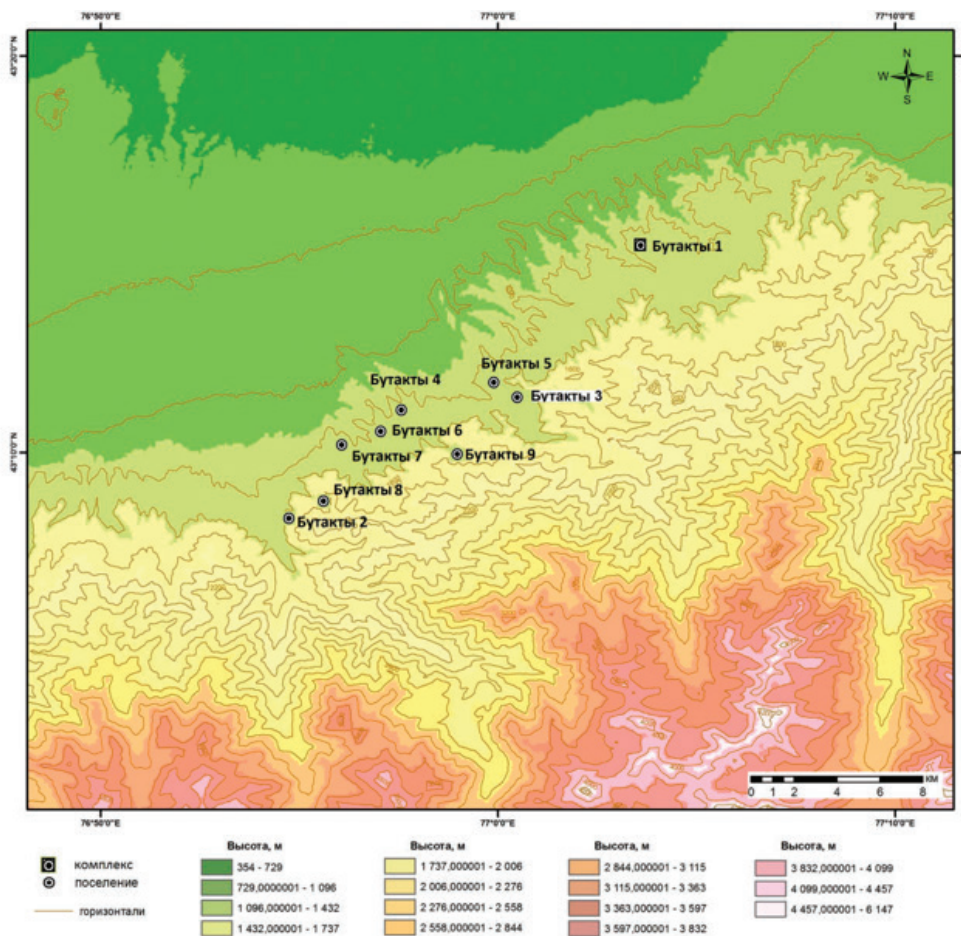 76°50'0"E 77°0'0"E 77°10'0"E
43°20'0"N
N
W E
S
Бутакты 1
Бутакты 5
Бутакты 4
Бутакты 3
Бутакты 6
43°10'0"N
Бутакты 7
Бутакты 9
Бутакты 8
Бутакты 2
0 1 2 4 6 8 КМ
76°50'0"E 77°0'0"E 77°10'0"E
комплекс
поселение
горизонтали
Высота, м
354 - 729
729,0000001 - 1 096
1 096,000001 - 1 432
1 432,000001 - 1 737
Высота, м
1 737,000001 - 2 006
2 006,000001 - 2 276
2 276,000001 - 2 558
2 558,000001 - 2 844
Высота, м
2 844,000001 - 3 115
3 115,000001 - 3 363
3 363,000001 - 3 597
3 597,000001 - 3 832
Высота, м
3 832,000001 - 4 099
4 099,000001 - 4 457
4 457,000001 - 6 147